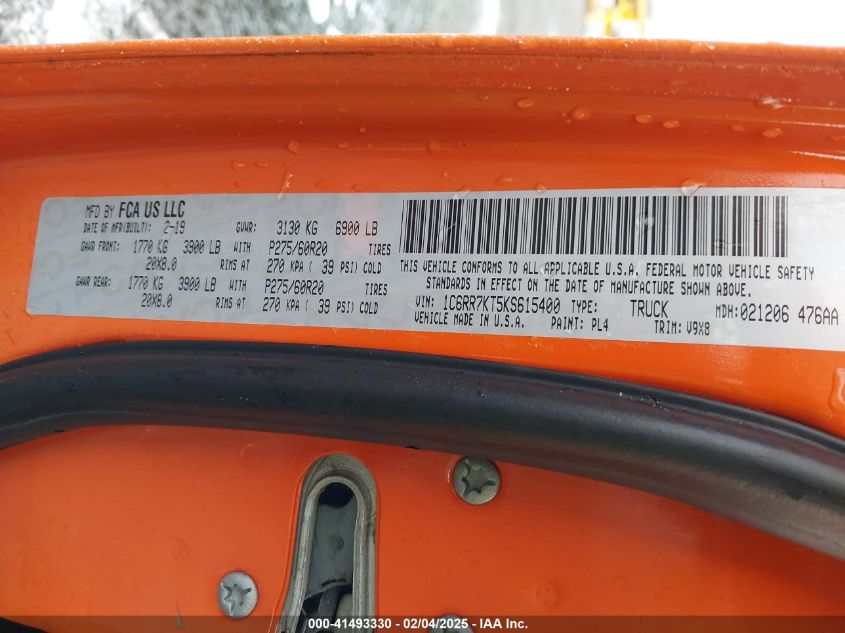 MFD BY FCA US LLC
DATE OF MFR(BUILT): 2-19 GVWR: 3130 KG 6900 LB
GAWR FRONT: 1770 KG 3900 LB WITH P275/60R20 TIRES
20X8.0 RIMS AT 270 KPA ( 39 PSI) COLD
GAWR REAR: 1770 KG 3900 LB WITH P275/60R20 TIRES
20X8.0 RIMS AT 270 KPA ( 39 PSI) COLD
THIS VEHICLE CONFORMS TO ALL APPLICABLE U.S.A. FEDERAL MOTOR VEHICLE SAFETY
STANDARDS IN EFFECT ON THE DATE OF MANUFACTURE SHOWN ABOVE.
VIN: 1C6RR7KT5KS615400 TYPE: TRUCK MDH: 021206 476AA
VEHICLE MADE IN U.S.A. PAINT: PL4 TRIM: V9X8
000-41493330 - 02/04/2025 - IAA Inc.